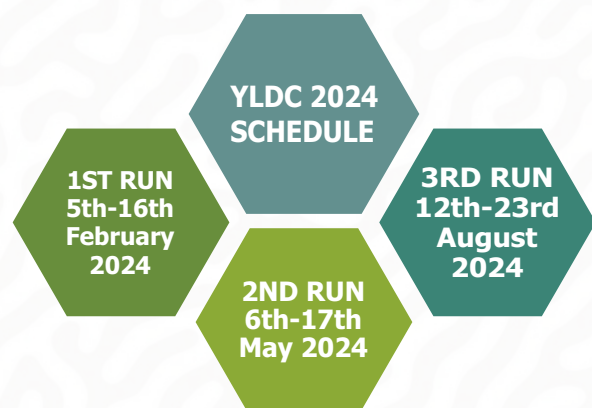 YLDC 2024
SCHEDULE
1ST RUN
5th-16th
February
2024
2ND RUN
6th-17th
May 2024
3RD RUN
12th-23rd
August
2024